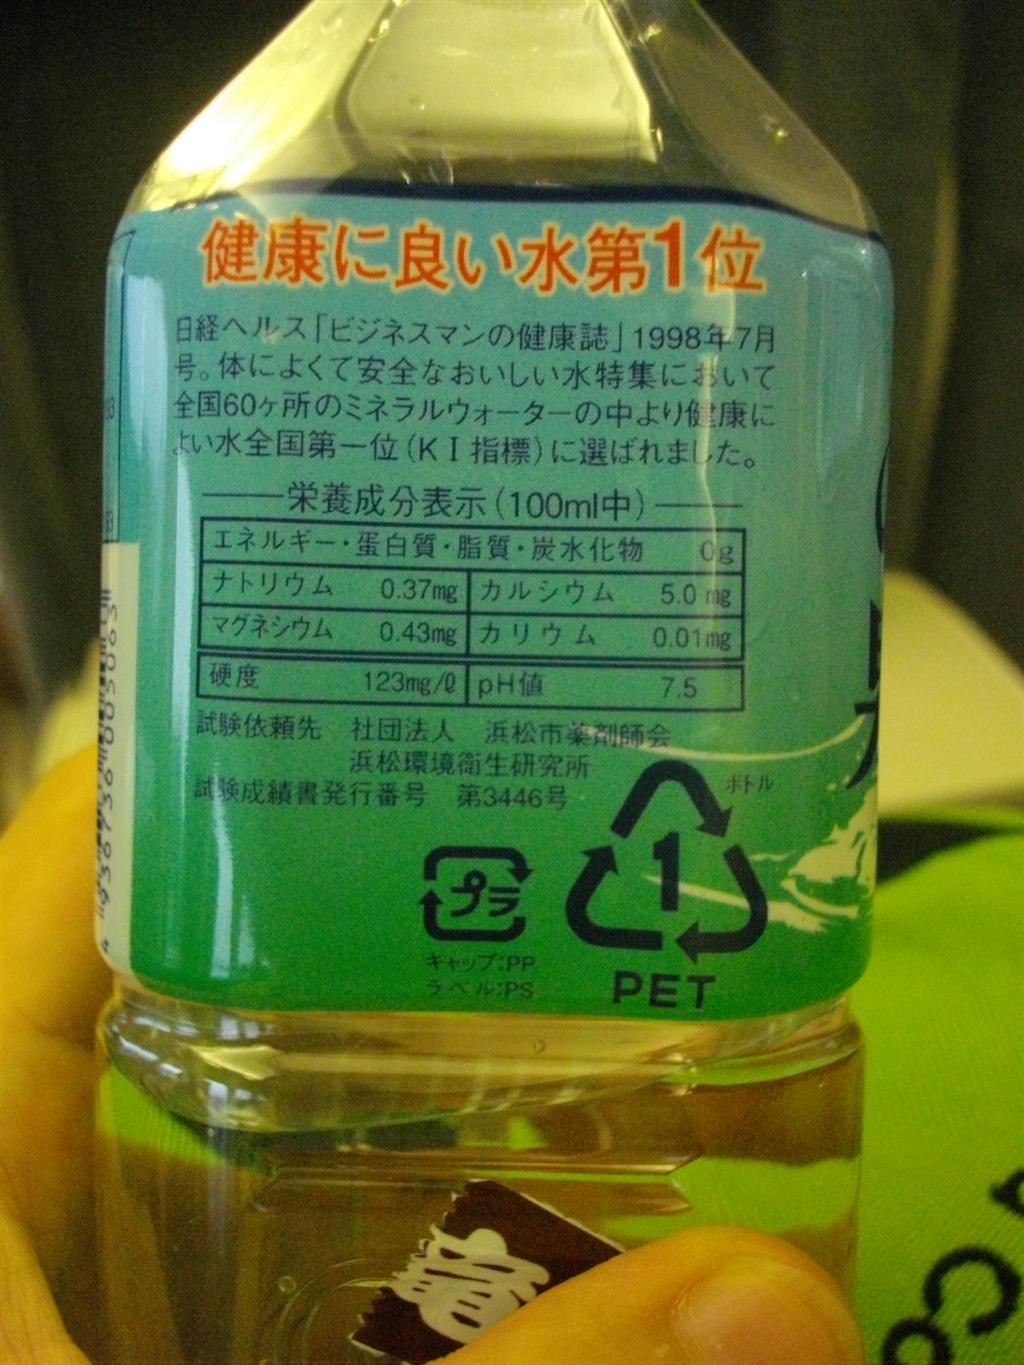 健康に良い水第1位
日経ヘルス「ビジネスマンの健康誌」1998年7月
号。体によくて安全なおいしい水特集において
全国60ヶ所のミネラルウォーターの中より健康に
よい水全国第一位(KI指標)に選ばれました。
栄養成分表示(100ml中)
エネルギー・蛋白質・脂質・炭水化物 0g
ナトリウム 0.37mg カルシウム 5.0mg
マグネシウム 0.43mg カリウム 0.01mg
硬度 123mg/ℓ pH値 7.5
試験依頼先 社団法人 浜松市薬剤師会
浜松環境衛生研究所
試験成績書発行番号 第3446号
ボトル
1
プラ
キャップ:PP
ラベル:PS
PET